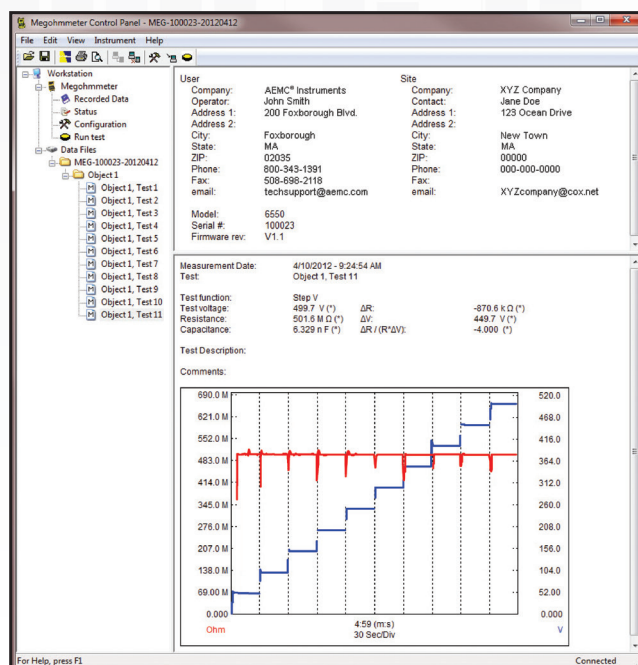 Megohmmeter Control Panel - MEG-100023-20120412
File Edit View Instrument Help
Workstation
Megohmmeter
Recorded Data
Status
Configuration
Run test
Data Files
MEG-100023-20120412
Object 1
Object 1, Test 1
Object 1, Test 2
Object 1, Test 3
Object 1, Test 4
Object 1, Test 5
Object 1, Test 6
Object 1, Test 7
Object 1, Test 8
Object 1, Test 9
Object 1, Test 10
Object 1, Test 11
User Site
Company: AEMC® Instruments Company: XYZ Company
Operator: John Smith Contact: Jane Doe
Address 1: 200 Foxborough Blvd. Address 1: 123 Ocean Drive
Address 2: Address 2:
City: Foxborough City: New Town
State: MA State: MA
ZIP: 02035 ZIP: 00000
Phone: 800-343-1391 Phone: 000-000-0000
Fax: 508-698-2118 Fax:
email: techsupport@aemc.com email: XYZcompany@cox.net
Model: 6550
Serial #: 100023
Firmware rev: V1.1
Measurement Date: 4/10/2012 - 9:24:54 AM
Test: Object 1, Test 11
Test function: Step V
Test voltage: 499.7 V (*) ΔR: -870.6 k Ω (*)
Resistance: 501.6 M Ω (*) ΔV: 449.7 V (*)
Capacitance: 6.329 n F (*) ΔR / (R*ΔV): -4.000 (*)
Test Description:
Comments:
690.0 M 520.0
621.0 M 468.0
552.0 M 416.0
483.0 M 364.0
414.0 M 312.0
345.0 M 260.0
276.0 M 208.0
207.0 M 156.0
138.0 M 104.0
69.00 M 52.00
0.000 0.000
Ohm 4:59 (m:s) V
30 Sec/Div
For Help, press F1 Connected